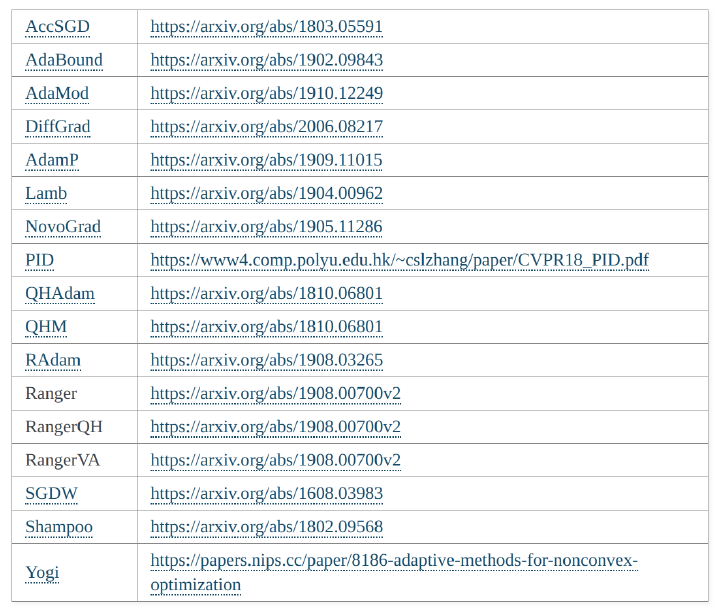 AccSGD https://arxiv.org/abs/1803.05591
AdaBound https://arxiv.org/abs/1902.09843
AdaMod https://arxiv.org/abs/1910.12249
DiffGrad https://arxiv.org/abs/2006.08217
AdamP https://arxiv.org/abs/1909.11015
Lamb https://arxiv.org/abs/1904.00962
NovoGrad https://arxiv.org/abs/1905.11286
PID https://www4.comp.polyu.edu.hk/~cslzhang/paper/CVPR18_PID.pdf
QHAdam https://arxiv.org/abs/1810.06801
QHM https://arxiv.org/abs/1810.06801
RAdam https://arxiv.org/abs/1908.03265
Ranger https://arxiv.org/abs/1908.00700v2
RangerQH https://arxiv.org/abs/1908.00700v2
RangerVA https://arxiv.org/abs/1908.00700v2
SGDW https://arxiv.org/abs/1608.03983
Shampoo https://arxiv.org/abs/1802.09568
Yogi https://papers.nips.cc/paper/8186-adaptive-methods-for-nonconvex-
optimization